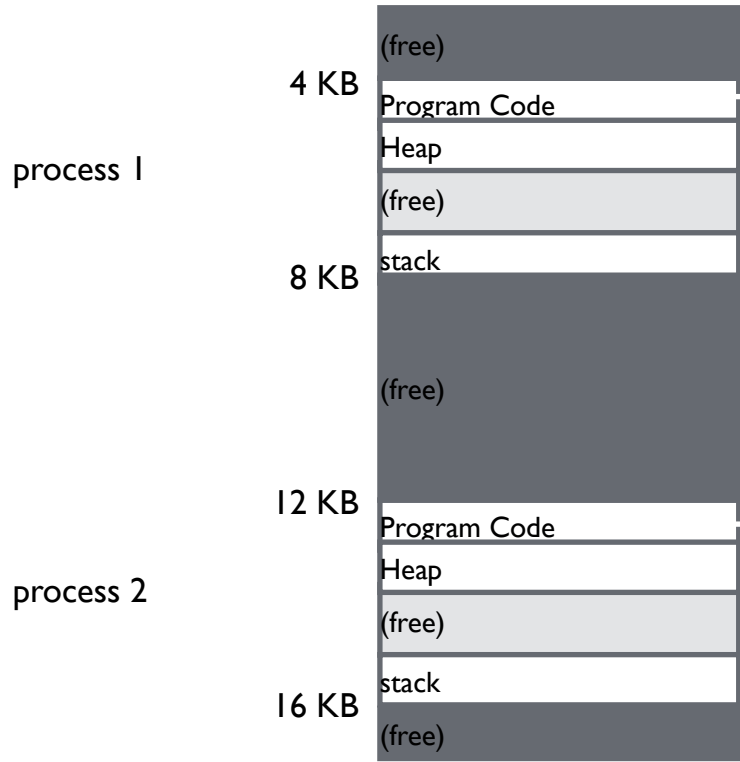 (free)
4 KB
Program Code
Heap
process 1
(free)
stack
8 KB
(free)
12 KB
Program Code
Heap
process 2
(free)
stack
16 KB
(free)